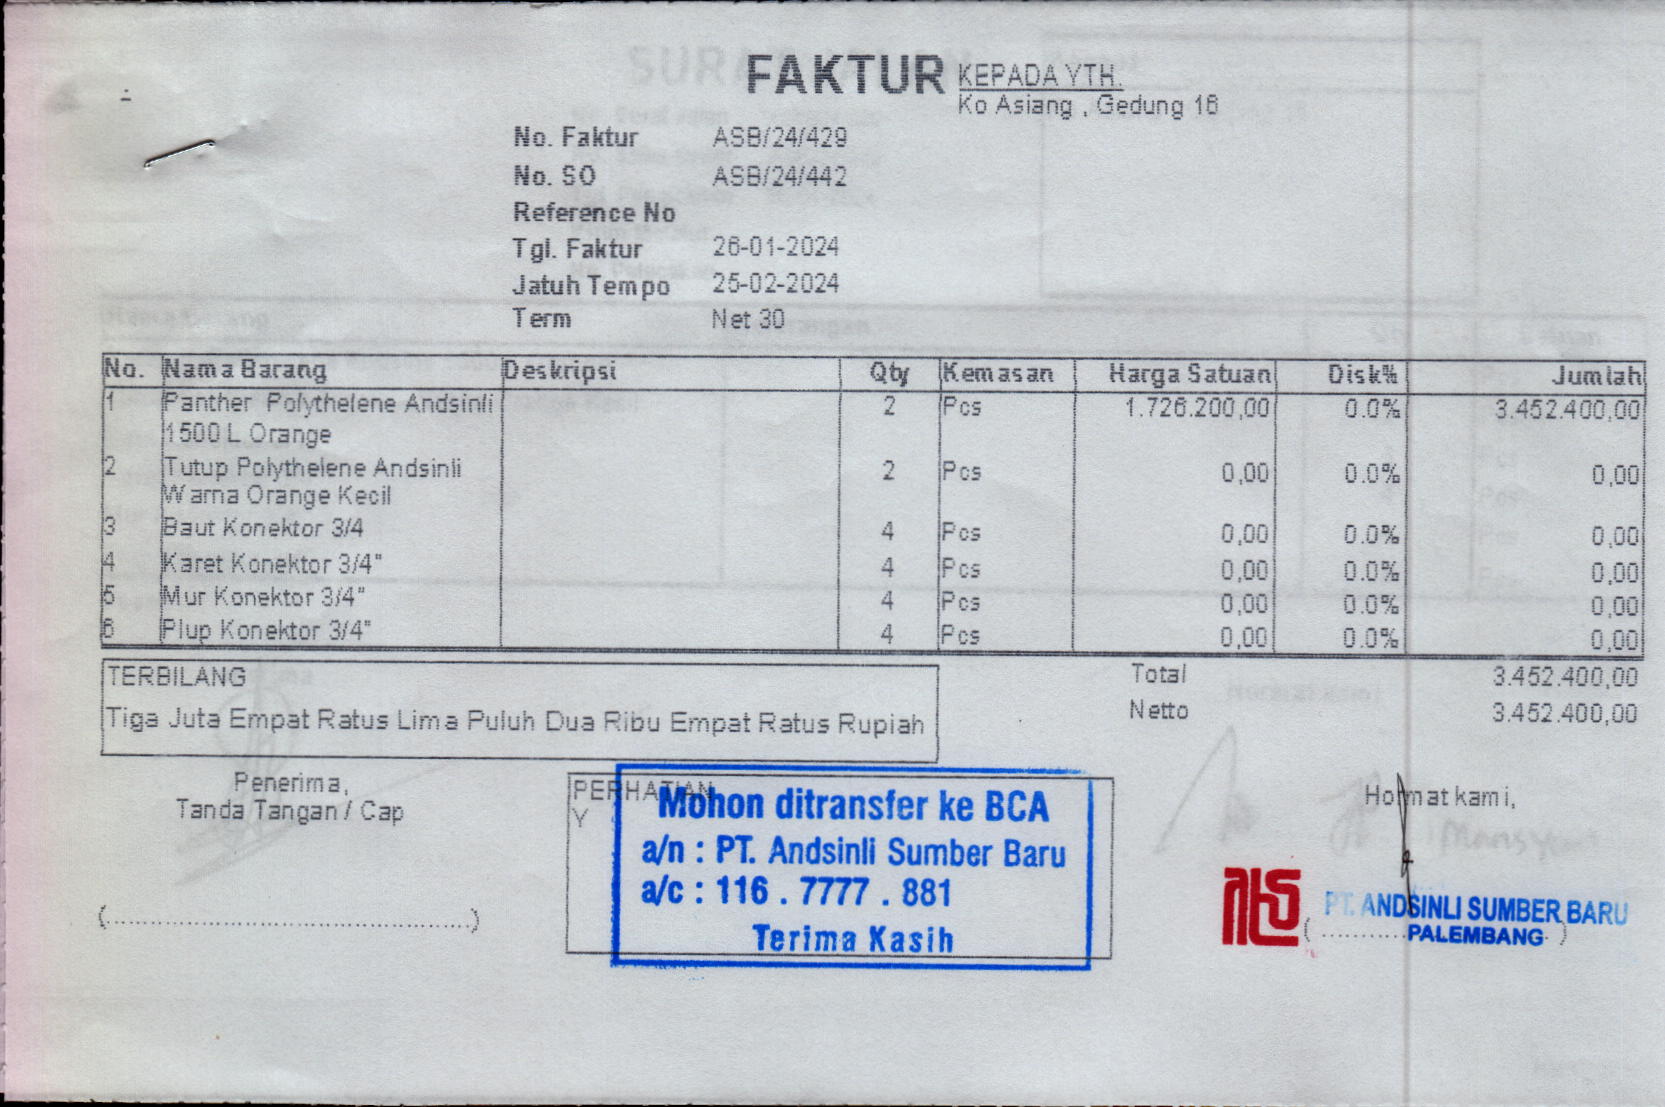 FAKTUR
KEPADA YTH.
Ko Asiang , Gedung 16
No. Faktur ASB/24/429
No. SO ASB/24/442
Reference No
Tgl. Faktur 26-01-2024
Jatuh Tempo 25-02-2024
Term Net 30
No. Nama Barang Deskripsi Qty Kemasan Harga Satuan Disk% Jumlah
1 Panther Polythelene Andsinli 2 Pcs 1.726.200,00 0.0% 3.452.400,00
1500 L Orange
2 Tutup Polythelene Andsinli 2 Pcs 0,00 0.0% 0,00
Warna Orange Kecil
3 Baut Konektor 3/4 4 Pcs 0,00 0.0% 0,00
4 Karet Konektor 3/4" 4 Pcs 0,00 0.0% 0,00
5 Mur Konektor 3/4" 4 Pcs 0,00 0.0% 0,00
6 Plup Konektor 3/4" 4 Pcs 0,00 0.0% 0,00
TERBILANG
Tiga Juta Empat Ratus Lima Puluh Dua Ribu Empat Ratus Rupiah
Total 3.452.400,00
Netto 3.452.400,00
Penerima,
Tanda Tangan / Cap
(..........................................)
PERHATIAN
Y
Mohon ditransfer ke BCA
a/n : PT. Andsinli Sumber Baru
a/c : 116 . 7777 . 881
Terima Kasih
Hormat kami,
PT. ANDSINLI SUMBER BARU
PALEMBANG